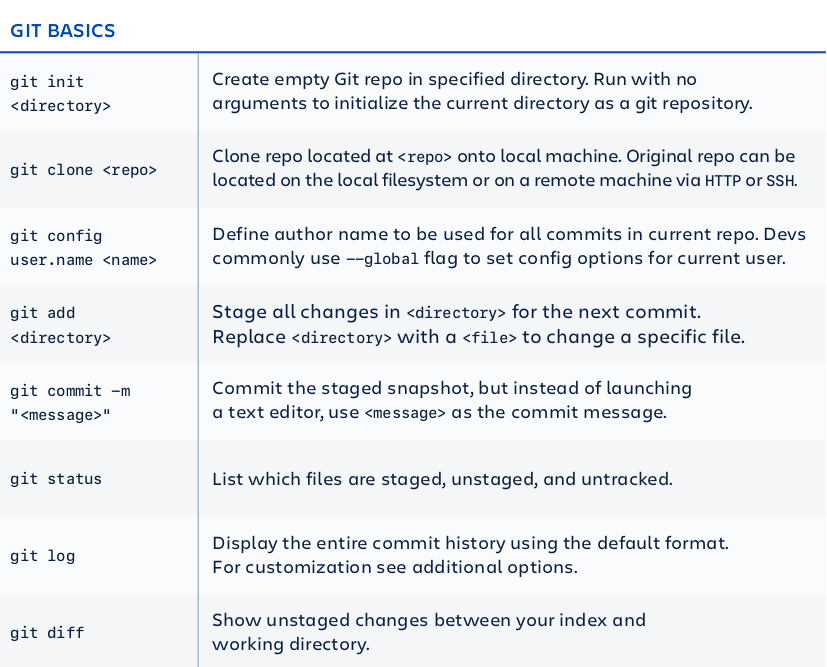 GIT BASICS
git init
<directory>
Create empty Git repo in specified directory. Run with no
arguments to initialize the current directory as a git repository.
git clone <repo>
Clone repo located at <repo> onto local machine. Original repo can be
located on the local filesystem or on a remote machine via HTTP or SSH.
git config
user.name <name>
Define author name to be used for all commits in current repo. Devs
commonly use --global flag to set config options for current user.
git add
<directory>
Stage all changes in <directory> for the next commit.
Replace <directory> with a <file> to change a specific file.
git commit -m
"<message>"
Commit the staged snapshot, but instead of launching
a text editor, use <message> as the commit message.
git status
List which files are staged, unstaged, and untracked.
git log
Display the entire commit history using the default format.
For customization see additional options.
git diff
Show unstaged changes between your index and
working directory.